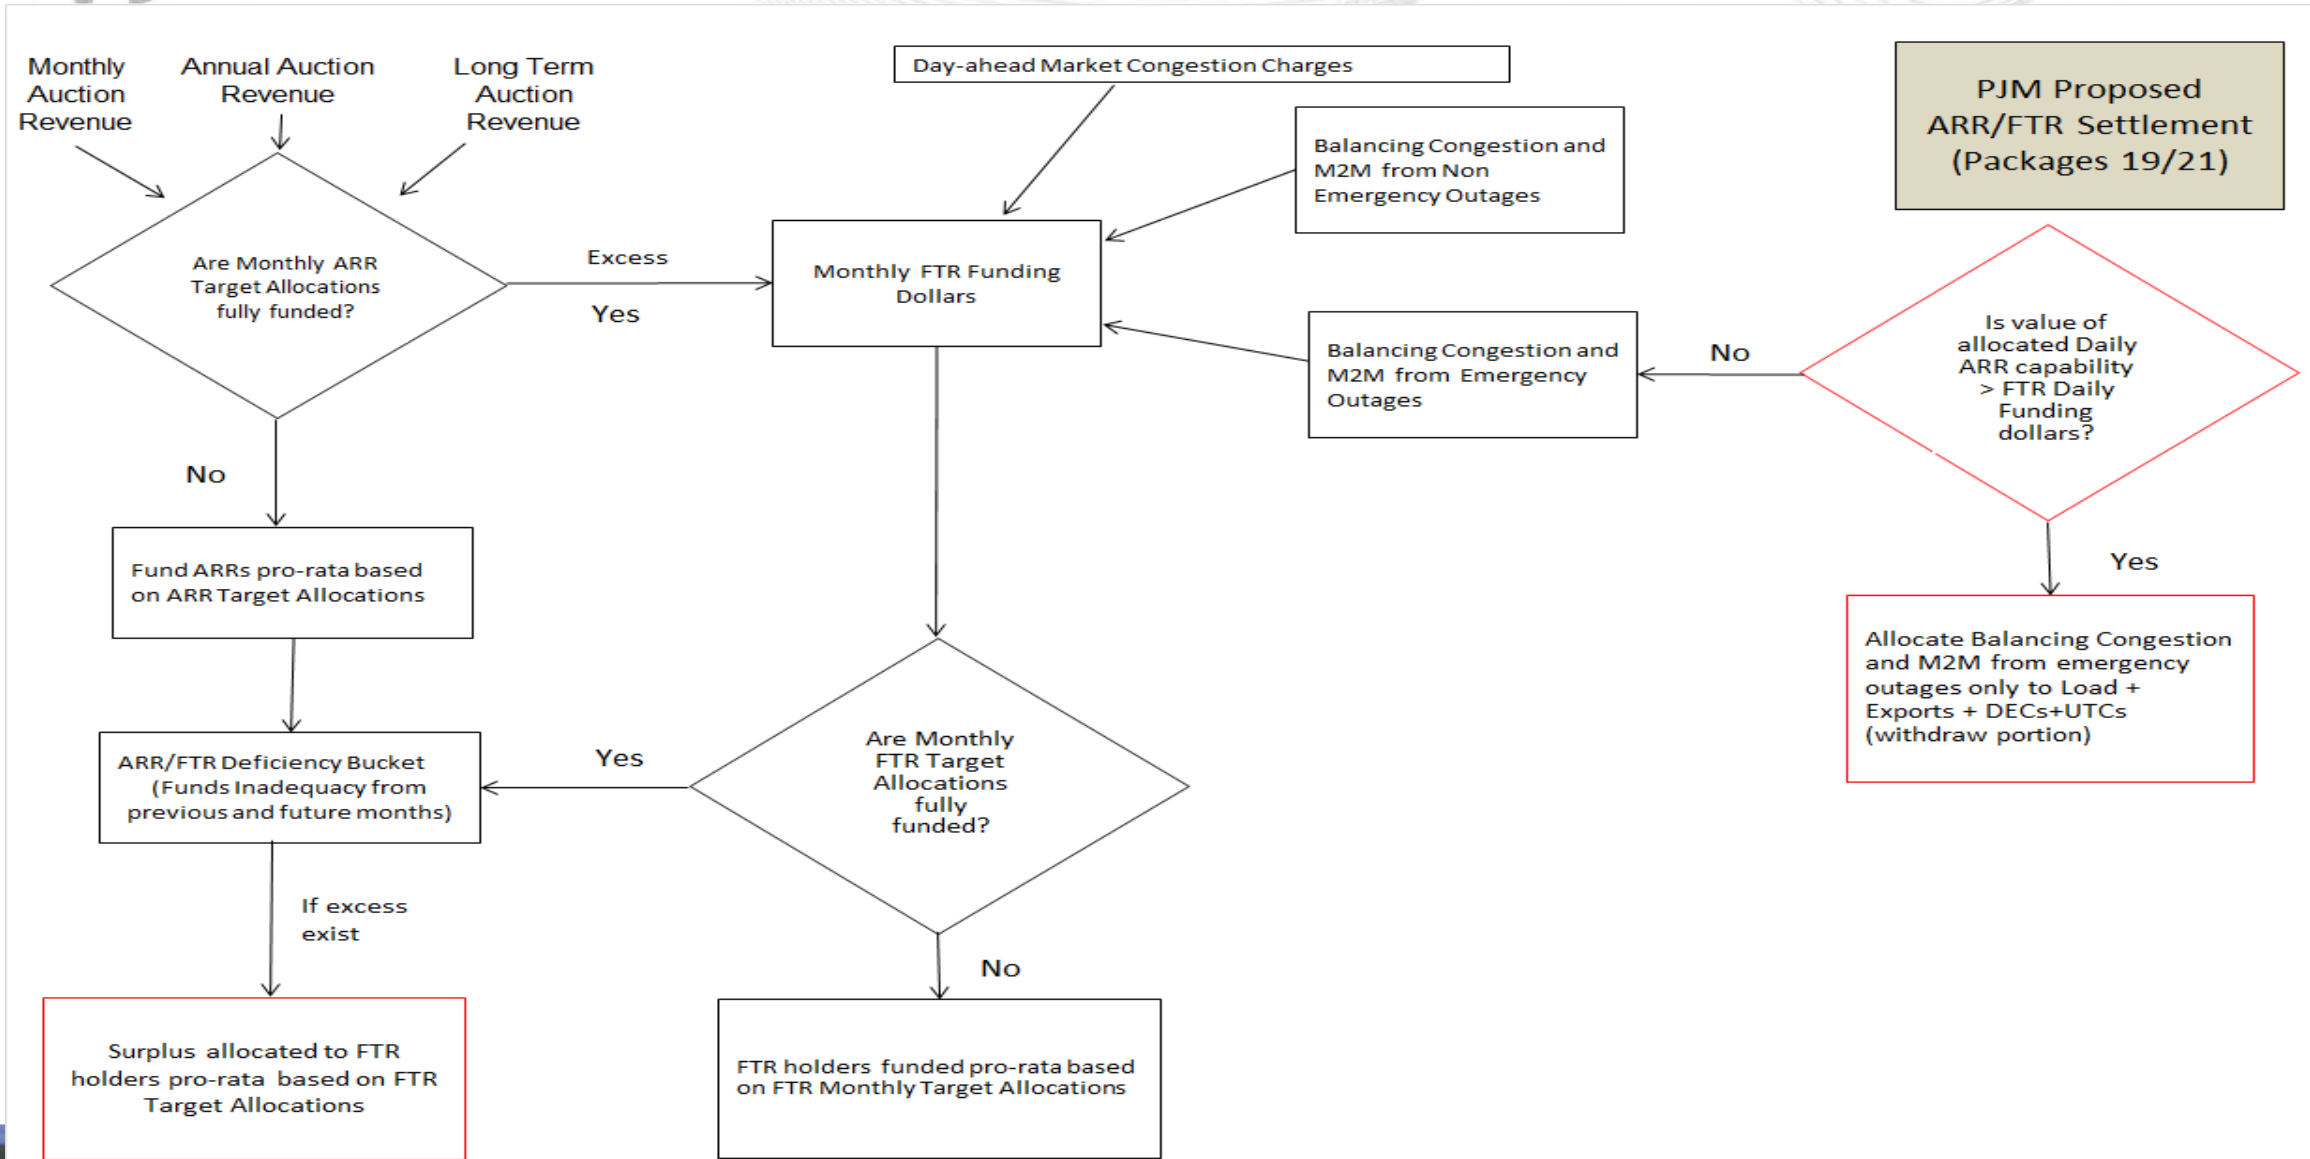 Monthly
Auction
Revenue
Annual Auction
Revenue
Long Term
Auction
Revenue
Day-ahead Market Congestion Charges
PJM Proposed
ARR/FTR Settlement
(Packages 19/21)
Balancing Congestion and
M2M from Non
Emergency Outages
Are Monthly ARR
Target Allocations
fully funded?
Excess
Yes
Monthly FTR Funding
Dollars
Balancing Congestion and
M2M from Emergency
Outages
No
Is value of
allocated Daily
ARR capability
> FTR Daily
Funding
dollars?
No
Yes
Fund ARRs pro-rata based
on ARR Target Allocations
Allocate Balancing Congestion
and M2M from emergency
outages only to Load +
Exports + DECs+UTCs
(withdraw portion)
ARR/FTR Deficiency Bucket
(Funds Inadequacy from
previous and future months)
Yes
Are Monthly
FTR Target
Allocations
fully
funded?
If excess
exist
No
Surplus allocated to FTR
holders pro-rata based on FTR
Target Allocations
FTR holders funded pro-rata based
on FTR Monthly Target Allocations